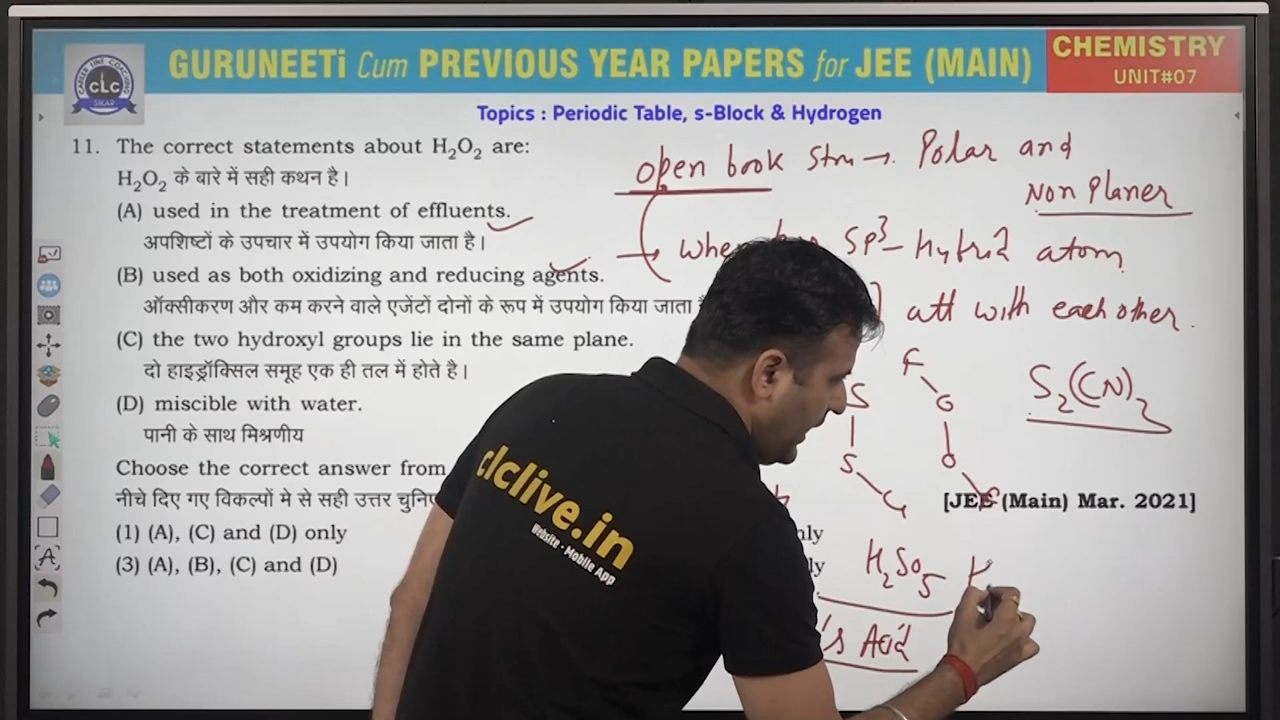 GURUNEETi Cum PREVIOUS YEAR PAPERS for JEE (MAIN)
CHEMISTRY
UNIT#07
CLC
SIKAR
Topics : Periodic Table, s-Block & Hydrogen
11. The correct statements about H₂O₂ are:
H₂O₂ के बारे में सही कथन है।
(A) used in the treatment of effluents.
अपशिष्टों के उपचार में उपयोग किया जाता है।
(B) used as both oxidizing and reducing agents.
ऑक्सीकरण और कम करने वाले एजेंटों दोनों के रूप में उपयोग किया जाता
(C) the two hydroxyl groups lie in the same plane.
दो हाइड्रॉक्सिल समूह एक ही तल में होते है।
(D) miscible with water.
पानी के साथ मिश्रणीय
Choose the correct answer from
नीचे दिए गए विकल्पों मे से सही उत्तर
[JEE (Main) Mar. 2021]
(1) (A), (C) and (D) only
(3) (A), (B), (C) and (D)
open book Strn → Polar and
Non Planer
SP³- Hybrid atom
att with each other.
S
S
Cl
F
O
O
S₂(CN)₂
H₂SO₅
's Acid
clclive.in
Website - Mobile App